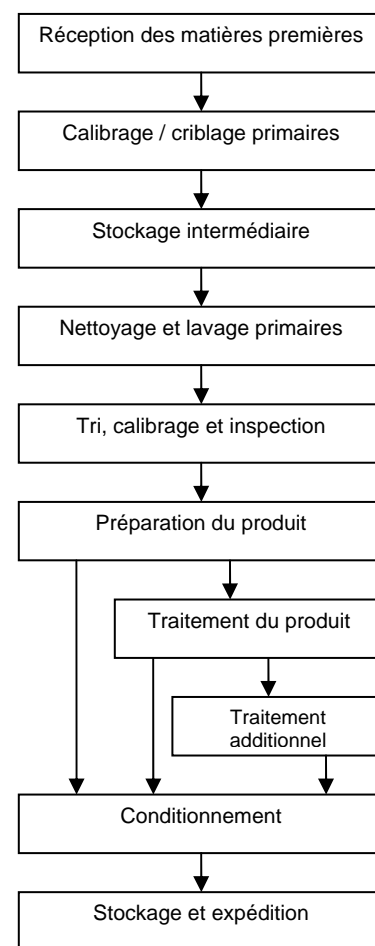 Réception des matières premières
Calibrage / criblage primaires
Stockage intermédiaire
Nettoyage et lavage primaires
Tri, calibrage et inspection
Préparation du produit
Traitement du produit
Traitement
additionnel
Conditionnement
Stockage et expédition